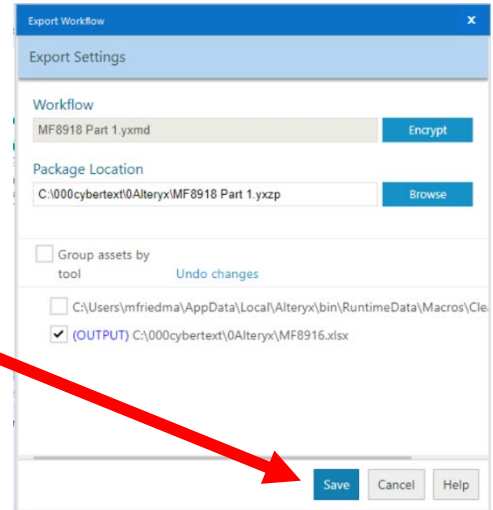 Export Workflow x
Export Settings
Workflow
MF8918 Part 1.yxmd Encrypt
Package Location
C:\000cybertext\0Alteryx\MF8918 Part 1.yxzp Browse
Group assets by
tool Undo changes
C:\Users\mfriedma\AppData\Local\Alteryx\bin\RuntimeData\Macros\Cle
(OUTPUT) C:\000cybertext\0Alteryx\MF8916.xlsx
Save Cancel Help